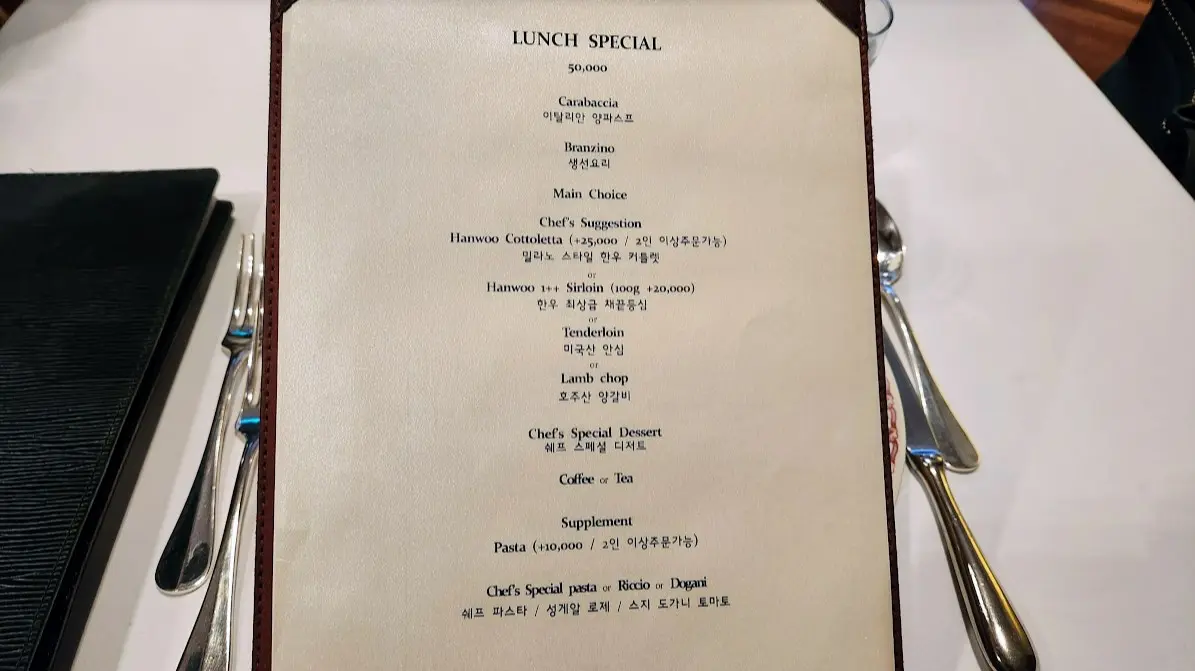 LUNCH SPECIAL
50,000
Carabaccia
이탈리안 양파스프
Branzino
생선요리
Main Choice
Chef's Suggestion
Hanwoo Cottoletta (+25,000 / 2인 이상주문가능)
밀라노 스타일 한우 커틀렛
or
Hanwoo 1++ Sirloin (100g +20,000)
한우 최상급 채끝등심
or
Tenderloin
미국산 안심
or
Lamb chop
호주산 양갈비
Chef's Special Dessert
쉐프 스페셜 디저트
Coffee or Tea
Supplement
Pasta (+10,000 / 2인 이상주문가능)
Chef's Special pasta or Riccio or Dogani
쉐프 파스타 / 성게알 로제 / 스지 도가니 토마토